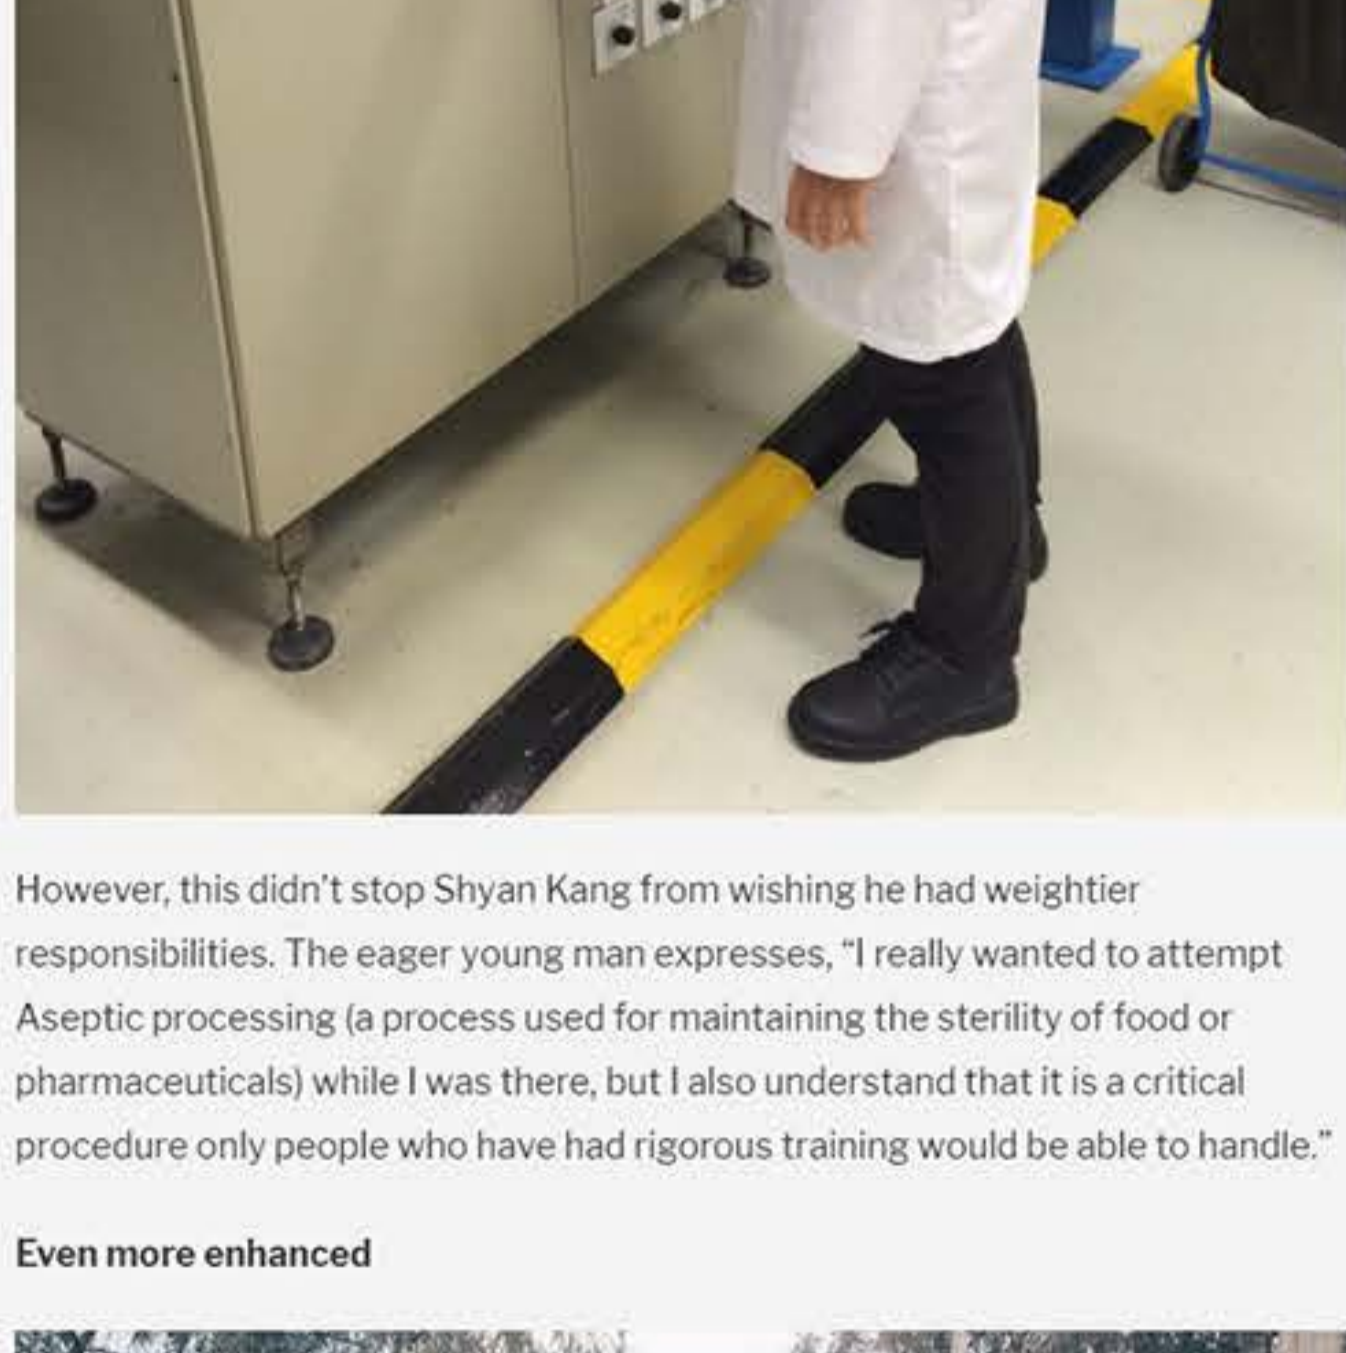 However, this didn't stop Shyan Kang from wishing he had weightier
responsibilities. The eager young man expresses, “I really wanted to attempt
Aseptic processing (a process used for maintaining the sterility of food or
pharmaceuticals) while I was there, but I also understand that it is a critical
procedure only people who have had rigorous training would be able to handle.”
Even more enhanced